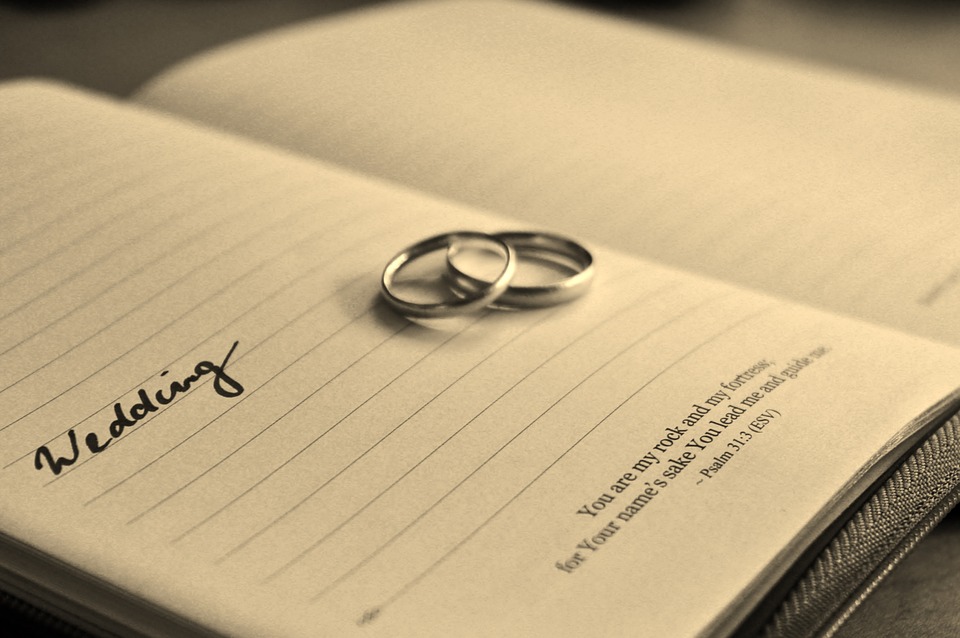 Wedding
You are my rock and my fortress;
for Your name's sake You lead me and guide me.
~ Psalm 31:3 (ESV)